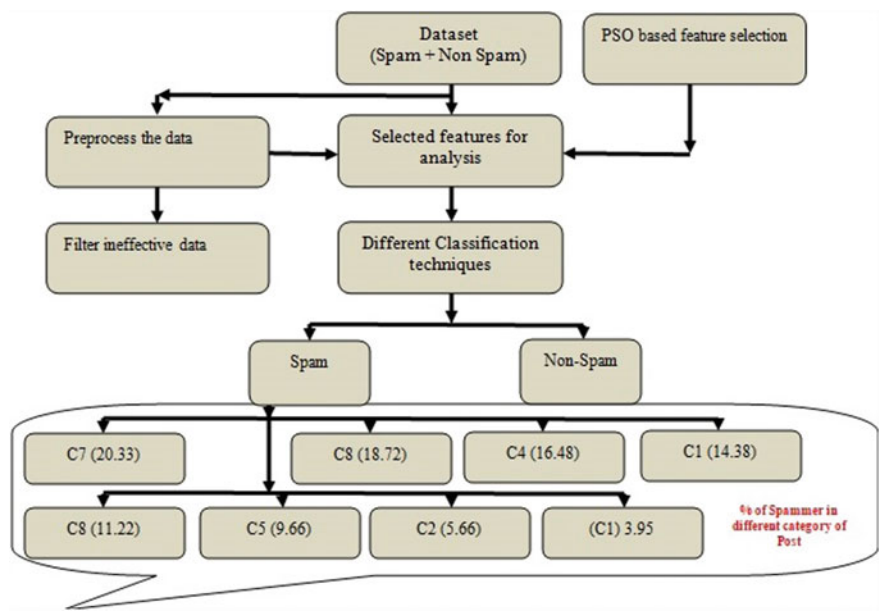 Dataset
(Spam + Non Spam)
PSO based feature selection
Preprocess the data
Selected features for
analysis
Filter ineffective data
Different Classification
techniques
Spam
Non-Spam
C7 (20.33)
C8 (18.72)
C4 (16.48)
C1 (14.38)
C8 (11.22)
C5 (9.66)
C2 (5.66)
(C1) 3.95
% of Spammer in
different category of
Post